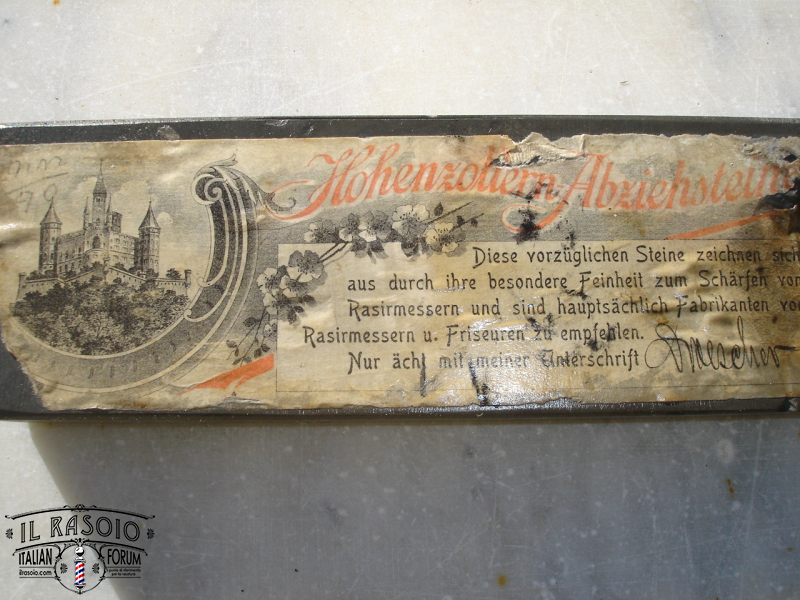 Hohenzollern-Abziehsteine
Diese vorzüglichen Steine zeichnen sich
aus durch ihre besondere Feinheit zum Schärfen von
Rasirmessern und sind hauptsächlich Fabrikanten vo
Rasirmessern u. Friseuren zu empfehlen.
Nur ächt mit meiner Unterschrift
IL RASOIO
ITALIAN FORUM
ilrasoio.com